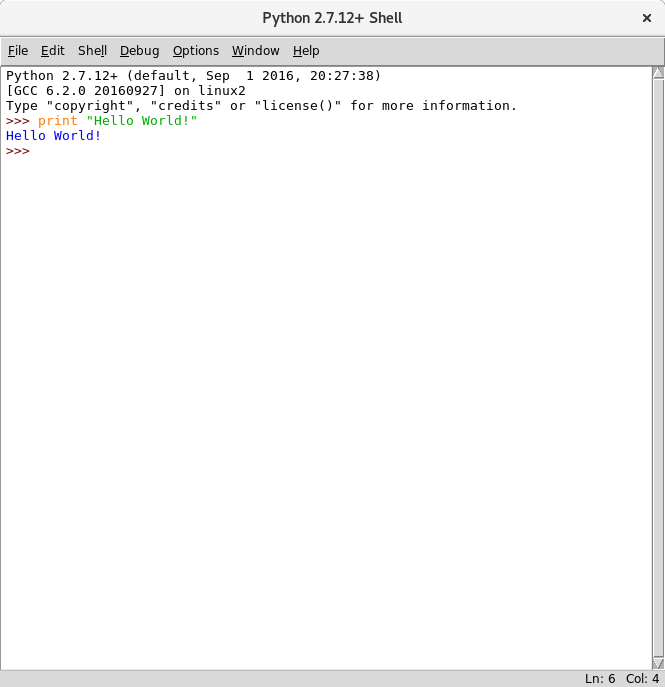 Python 2.7.12+ Shell
File Edit Shell Debug Options Window Help
Python 2.7.12+ (default, Sep  1 2016, 20:27:38)
[GCC 6.2.0 20160927] on linux2
Type "copyright", "credits" or "license()" for more information.
>>> print "Hello World!"
Hello World!
>>>
Ln: 6 Col: 4